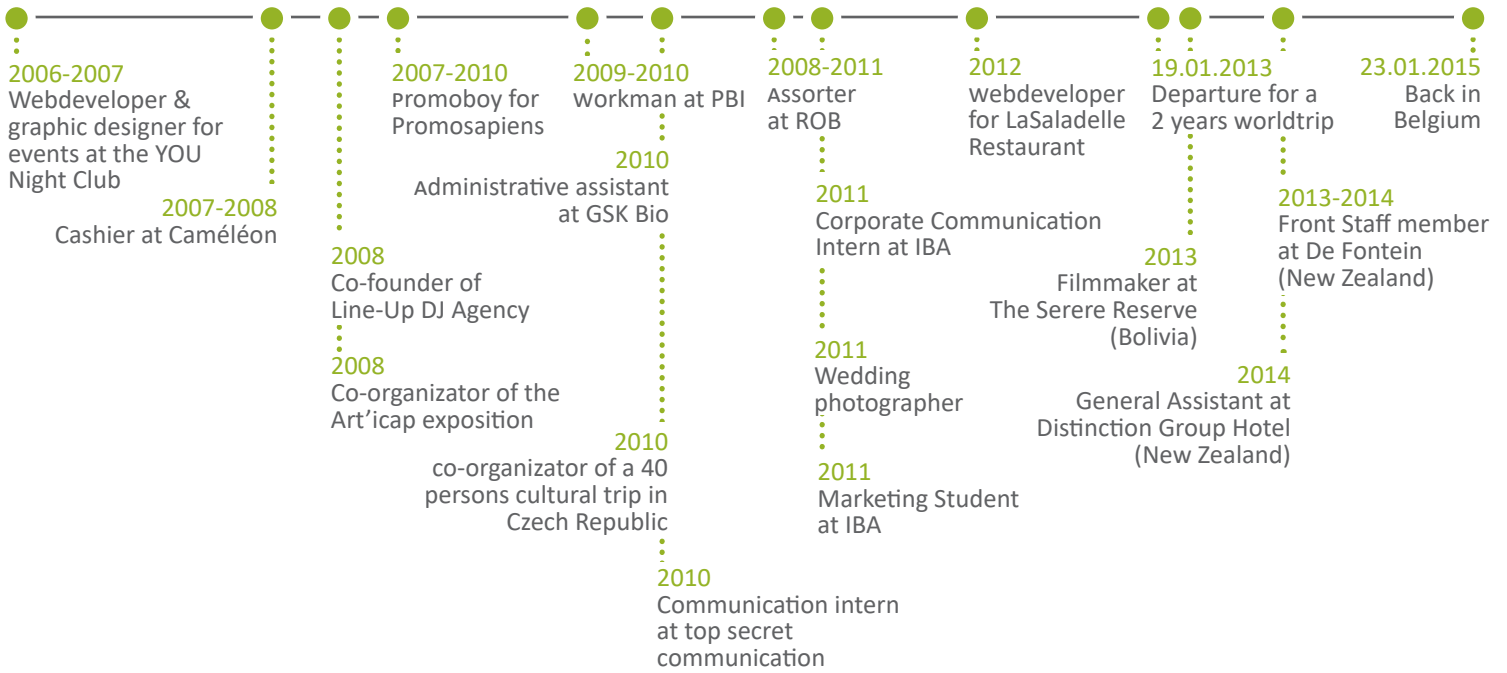 2006-2007
Webdeveloper &
graphic designer for
events at the YOU
Night Club
2007-2008
Cashier at Caméléon
2008
Co-founder of
Line-Up DJ Agency
2008
Co-organizator of the
Art’icap exposition
2007-2010
Promoboy for
Promosapiens
2009-2010
workman at PBI
2010
Administrative assistant
at GSK Bio
2010
co-organizator of a 40
persons cultural trip in
Czech Republic
2010
Communication intern
at top secret
communication
2008-2011
Assorter
at ROB
2011
Corporate Communication
Intern at IBA
2011
Wedding
photographer
2011
Marketing Student
at IBA
2012
webdeveloper
for LaSaladelle
Restaurant
19.01.2013
Departure for a
2 years worldtrip
2013
Filmmaker at
The Serere Reserve
(Bolivia)
2013-2014
Front Staff member
at De Fontein
(New Zealand)
2014
General Assistant at
Distinction Group Hotel
(New Zealand)
23.01.2015
Back in
Belgium